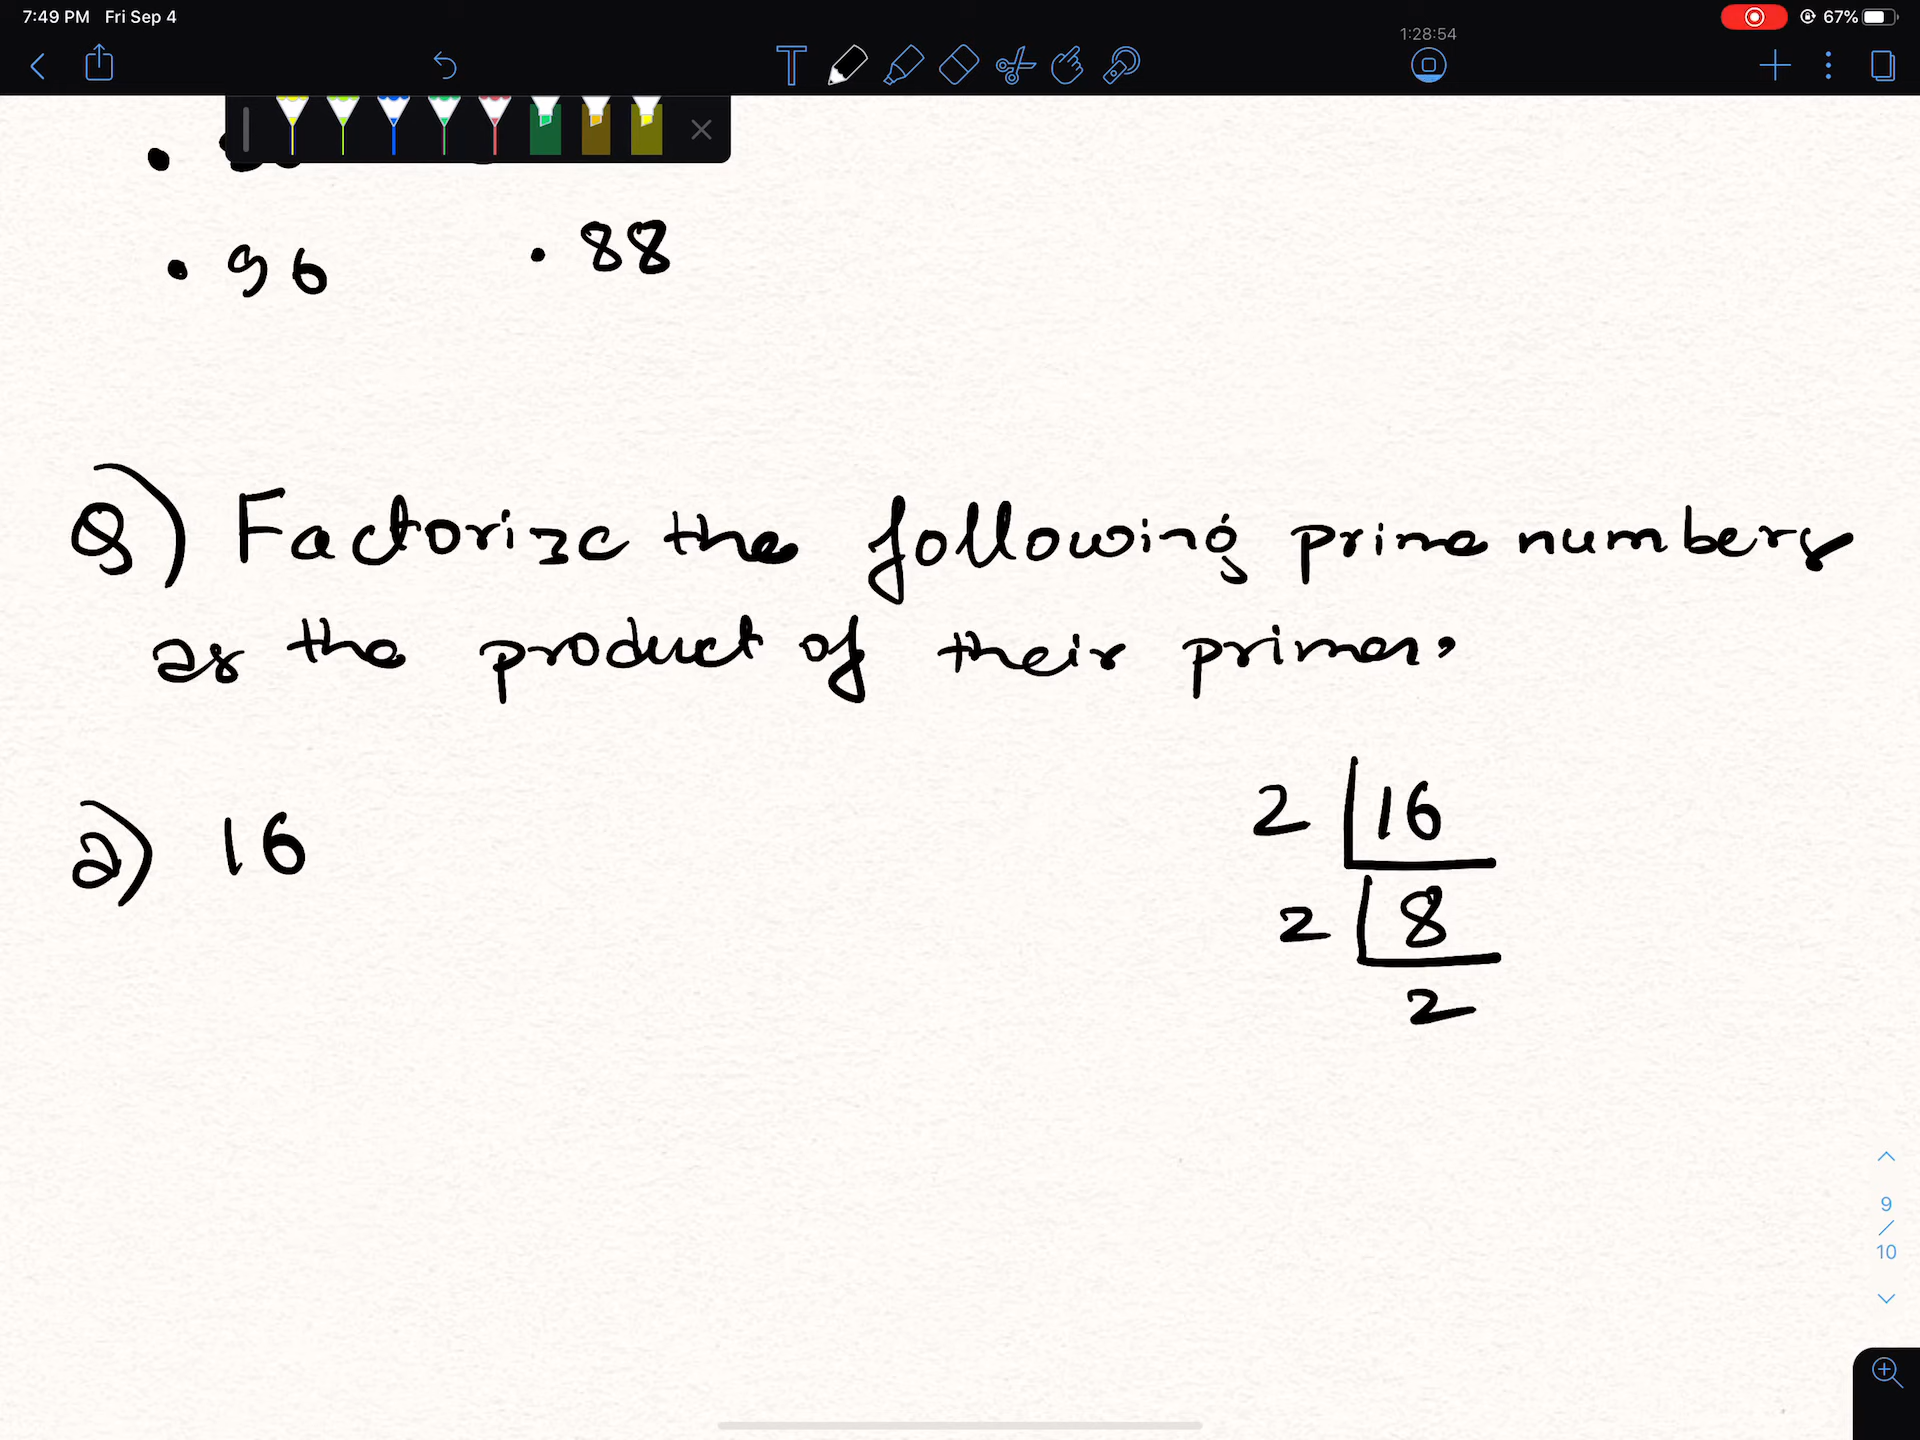 7:49 PM Fri Sep 4
67%
1:28:54
T
• 96 • 88
Q) Factorize the following prime numbers
as the product of their primes
a) 16
2 16
2 8
2
9
/
10